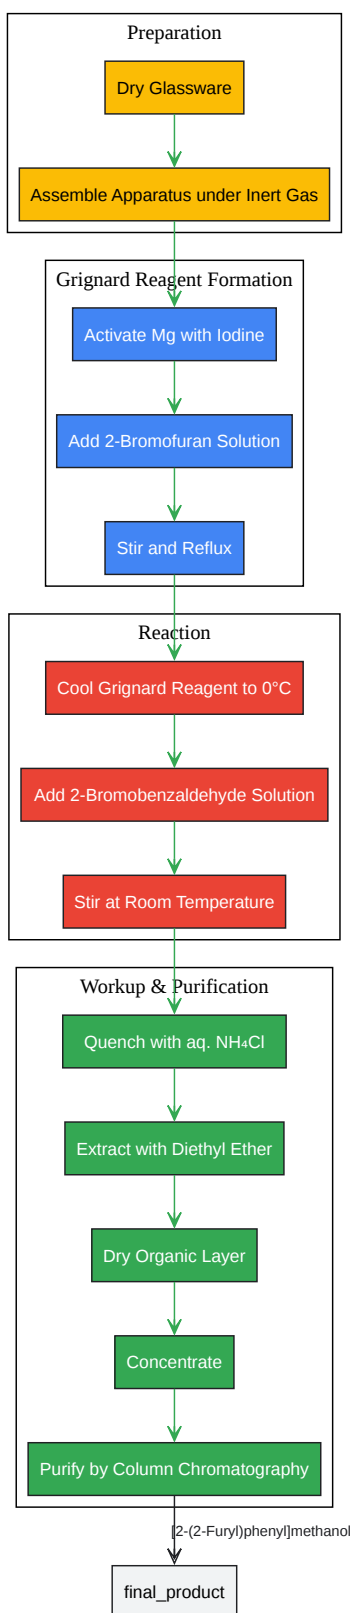 Preparation
Dry Glassware
Assemble Apparatus under Inert Gas
Grignard Reagent Formation
Activate Mg with Iodine
Add 2-Bromofuran Solution
Stir and Reflux
Reaction
Cool Grignard Reagent to 0°C
Add 2-Bromobenzaldehyde Solution
Stir at Room Temperature
Workup & Purification
Quench with aq. NH₄Cl
Extract with Diethyl Ether
Dry Organic Layer
Concentrate
Purify by Column Chromatography
[2-(2-Furyl)phenyl]methanol
final_product